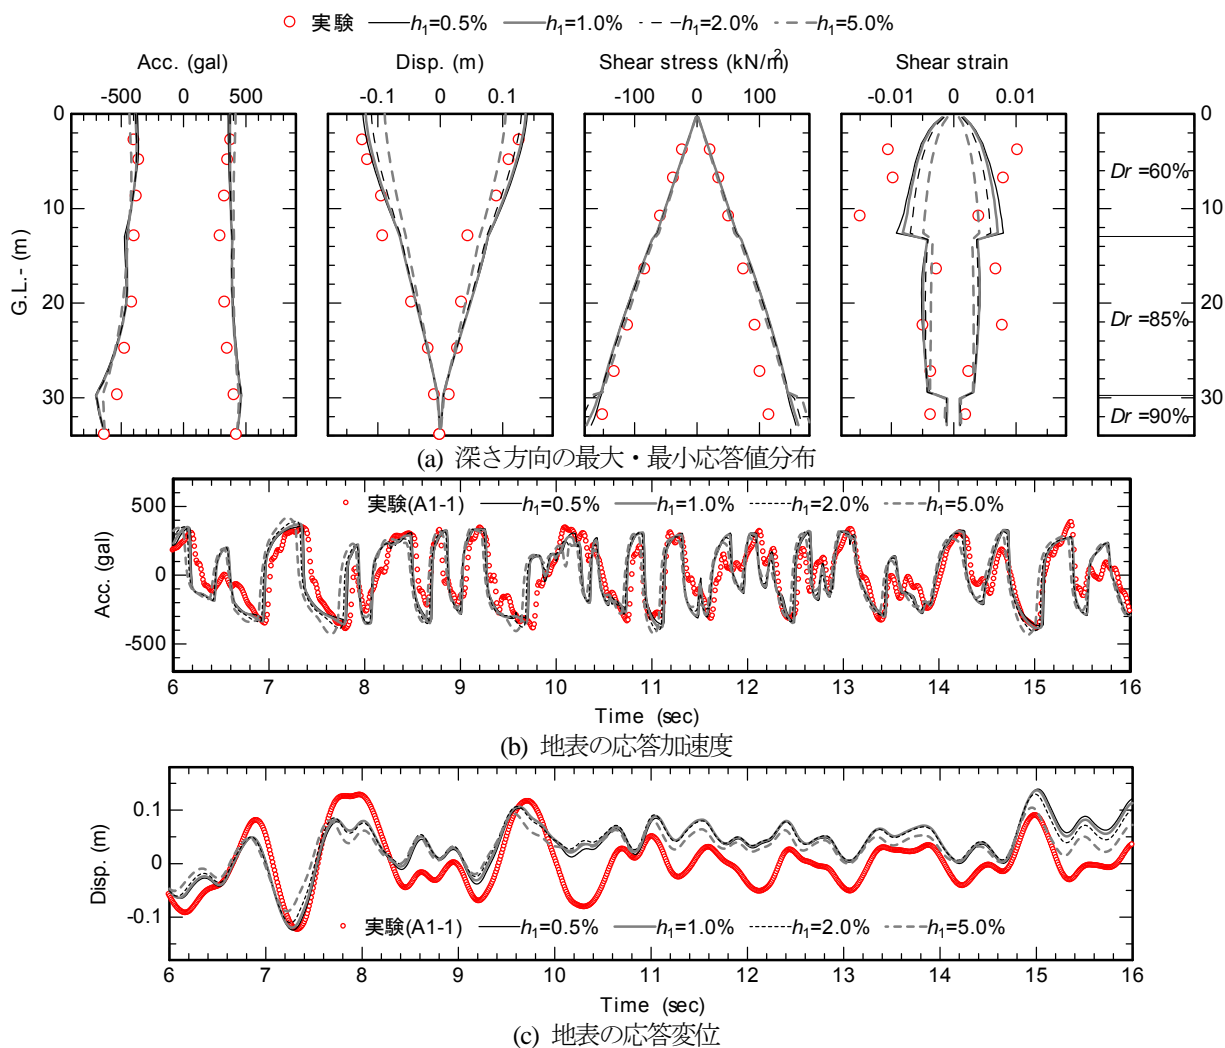 実験 h1=0.5% h1=1.0% h1=2.0% h1=5.0%
Acc. (gal) Disp. (m) Shear stress (kN/m2) Shear strain
-500 0 500 -0.1 0 0.1 -100 0 100 -0.01 0 0.01
0 0
10 10
20 20
30 30
G.L.- (m)
Dr =60%
Dr =85%
Dr =90%
(a) 深さ方向の最大・最小応答値分布
実験(A1-1) h1=0.5% h1=1.0% h1=2.0% h1=5.0%
500
0
-500
Acc. (gal)
6 7 8 9 10 11 12 13 14 15 16
Time (sec)
(b) 地表の応答加速度
0.1
0
-0.1
Disp. (m)
実験(A1-1) h1=0.5% h1=1.0% h1=2.0% h1=5.0%
6 7 8 9 10 11 12 13 14 15 16
Time (sec)
(c) 地表の応答変位